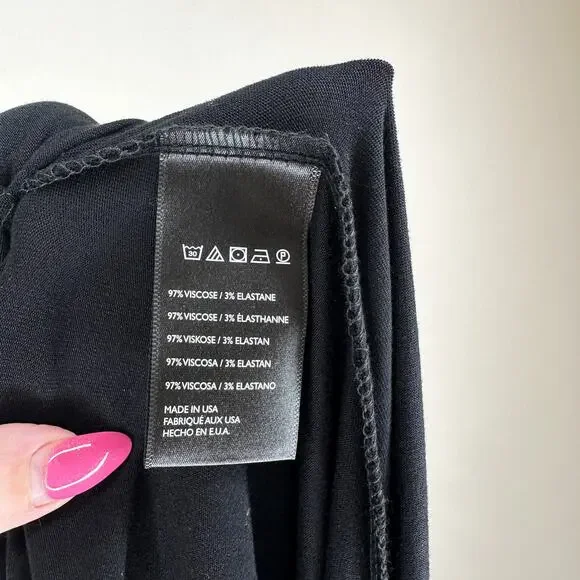 30 P
97% VISCOSE / 3% ELASTANE
97% VISCOSE / 3% ÉLASTHANNE
97% VISKOSE / 3% ELASTAN
97% VISCOSA / 3% ELASTAN
97% VISCOSA / 3% ELASTANO
MADE IN USA
FABRIQUÉ AUX USA
HECHO EN E.U.A.